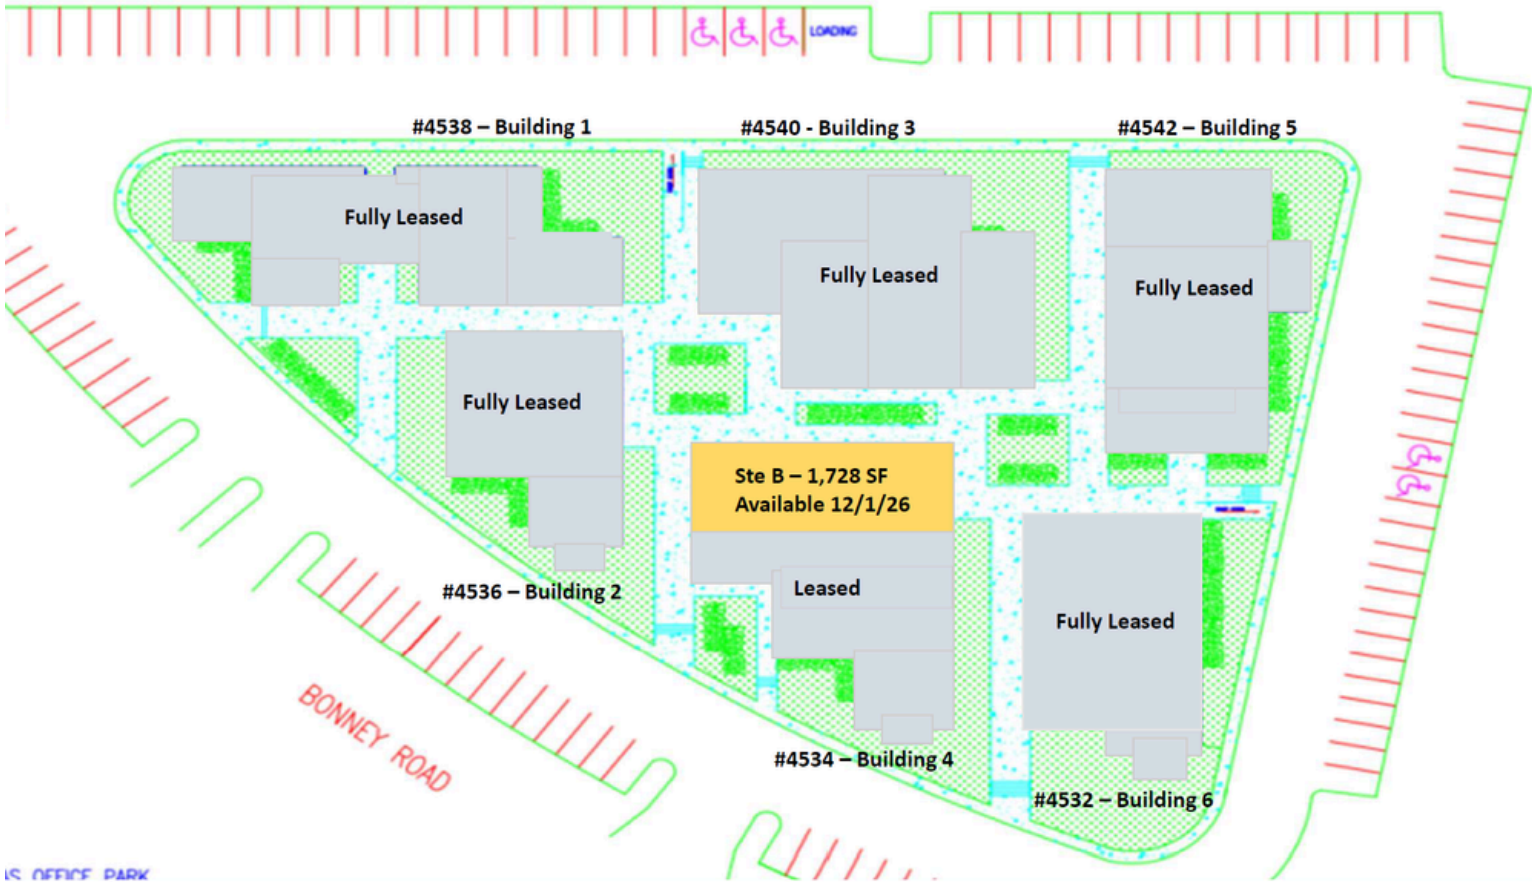 LOADING
#4538 – Building 1
#4540 - Building 3
#4542 – Building 5
Fully Leased
Fully Leased
Fully Leased
Fully Leased
Ste B – 1,728 SF
Available 12/1/26
Leased
#4536 – Building 2
Fully Leased
BONNEY ROAD
#4534 – Building 4
#4532 – Building 6
OFFICE PARK